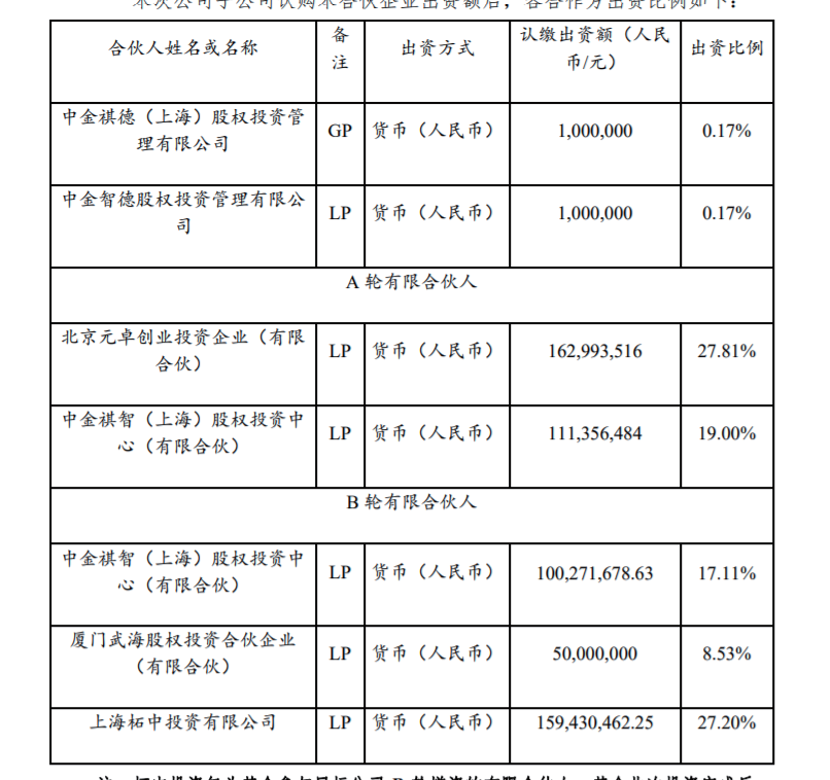 本次公司子公司认购本合伙企业出资额后，各合作方出资比例如下：
合伙人姓名或名称 备注 出资方式 认缴出资额（人民币/元） 出资比例
中金祺德（上海）股权投资管理有限公司 GP 货币（人民币） 1,000,000 0.17%
中金智德股权投资管理有限公司 LP 货币（人民币） 1,000,000 0.17%
A 轮有限合伙人
北京元卓创业投资企业（有限合伙） LP 货币（人民币） 162,993,516 27.81%
中金祺智（上海）股权投资中心（有限合伙） LP 货币（人民币） 111,356,484 19.00%
B 轮有限合伙人
中金祺智（上海）股权投资中心（有限合伙） LP 货币（人民币） 100,271,678.63 17.11%
厦门武海股权投资合伙企业（有限合伙） LP 货币（人民币） 50,000,000 8.53%
上海柘中投资有限公司 LP 货币（人民币） 159,430,462.25 27.20%